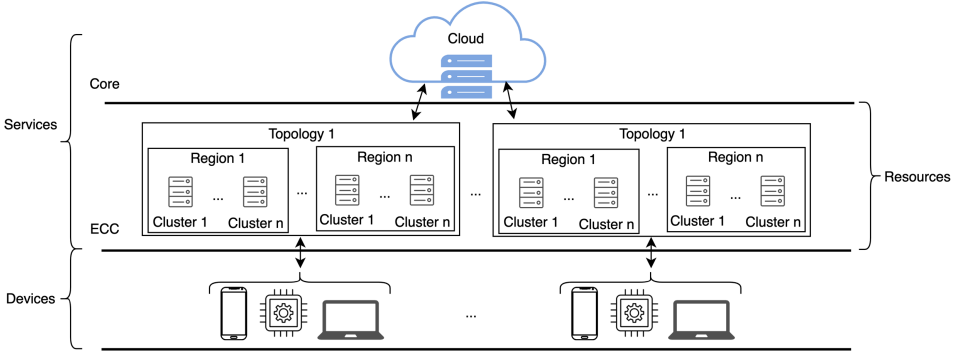 Cloud
Core
Services
Topology 1
Topology 1
Region 1
Region n
Region 1
Region n
...
...
...
...
...
...
...
Resources
Cluster 1
Cluster n
Cluster 1
Cluster n
Cluster 1
Cluster n
Cluster 1
Cluster n
ECC
Devices
...